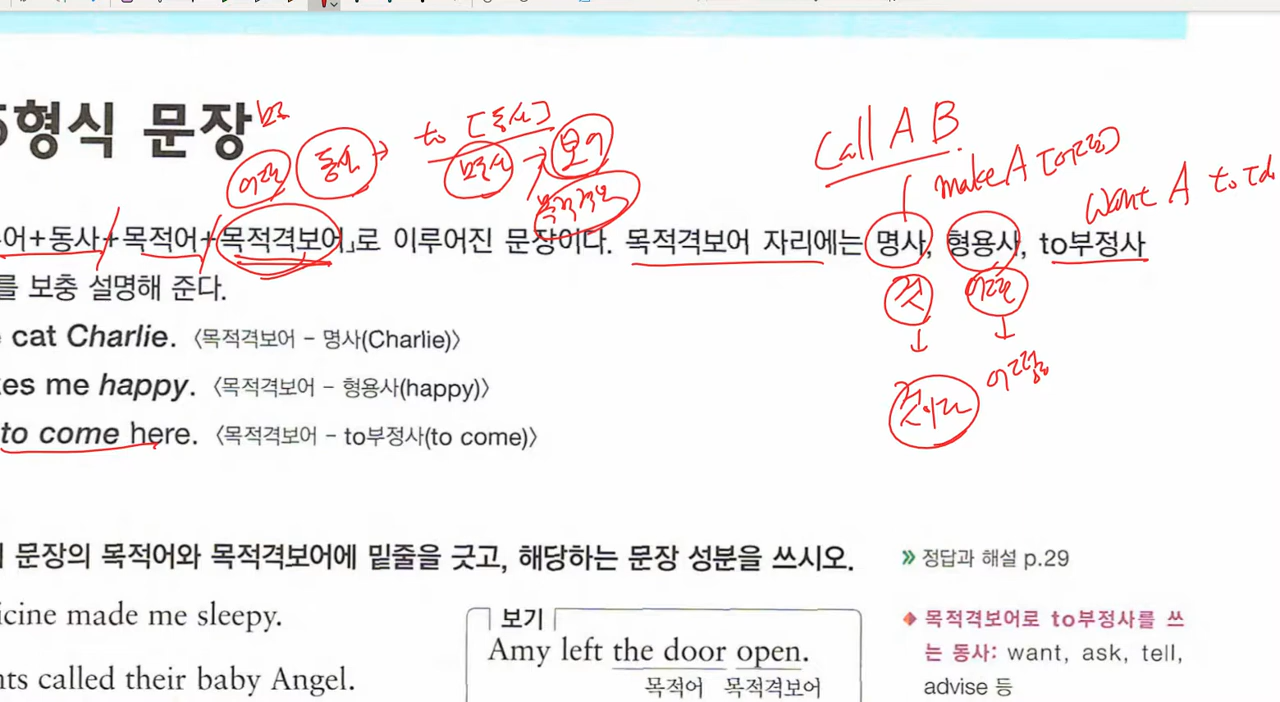 5형식 문장
to [동사]
Call A B
make A
want A to
동사
보어
어+동사+목적어+목적격보어」로 이루어진 문장이다. 목적격보어 자리에는 명사, 형용사, to부정사
를 보충 설명해 준다.
것
cat Charlie. 〈목적격보어 – 명사(Charlie)〉
es me happy. 〈목적격보어 – 형용사(happy)〉
것이다
to come here. 〈목적격보어 – to부정사(to come)〉
문장의 목적어와 목적격보어에 밑줄을 긋고, 해당하는 문장 성분을 쓰시오.
정답과 해설 p.29
icine made me sleepy.
보기
Amy left the door open.
목적어 목적격보어
nts called their baby Angel.
목적격보어로 to부정사를 쓰
는 동사: want, ask, tell,
advise 등